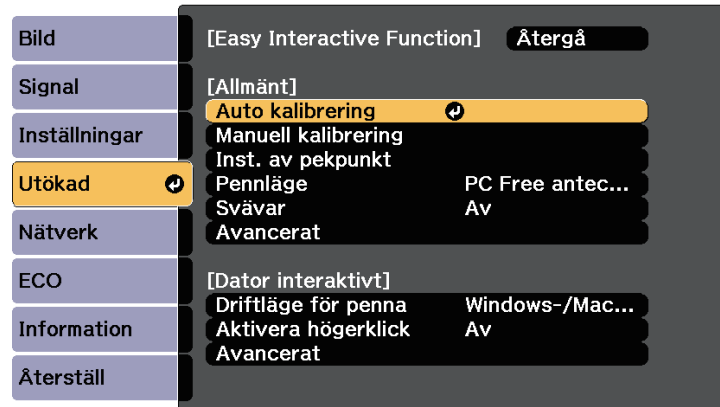 Bild
Signal
Inställningar
Utökad
Nätverk
ECO
Information
Återställ
[Easy Interactive Function] Återgå
[Allmänt]
Auto kalibrering
Manuell kalibrering
Inst. av pekpunkt
Pennläge PC Free antec...
Svävar Av
Avancerat
[Dator interaktivt]
Driftläge för penna Windows-/Mac...
Aktivera högerklick Av
Avancerat